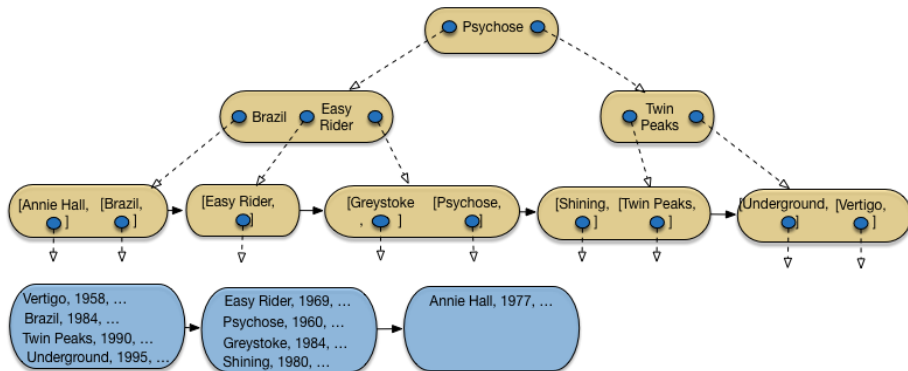 Psychose
Brazil
Easy
Rider
Twin
Peaks
[Annie Hall,
]
[Brazil,
]
[Easy Rider,
]
[Greystoke
, ]
[Psychose,
]
[Shining,
]
[Twin Peaks,
]
[Underground,
]
[Vertigo,
]
Vertigo, 1958, …
Brazil, 1984, …
Twin Peaks, 1990, …
Underground, 1995, …
Easy Rider, 1969, …
Psychose, 1960, …
Greystoke, 1984, …
Shining, 1980, …
Annie Hall, 1977, …